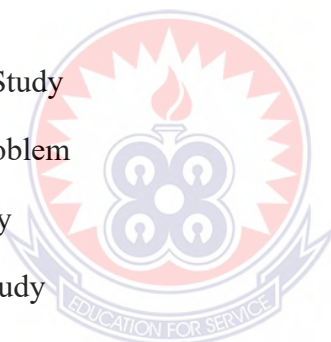 Study
oblem
y
udy
EDUCATION FOR SERVICE